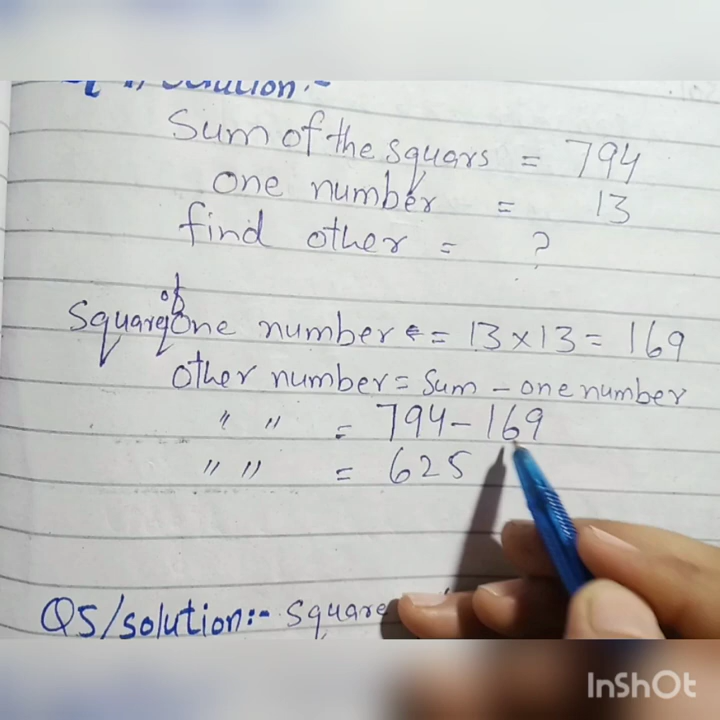 solution:-
Sum of the squars = 794
one number = 13
find other = ?
of
Square One number = = 13 x 13 = 169
other number = Sum - one number
" " = 794 - 169
" " = 625
Q5/solution:- Square
InShOt